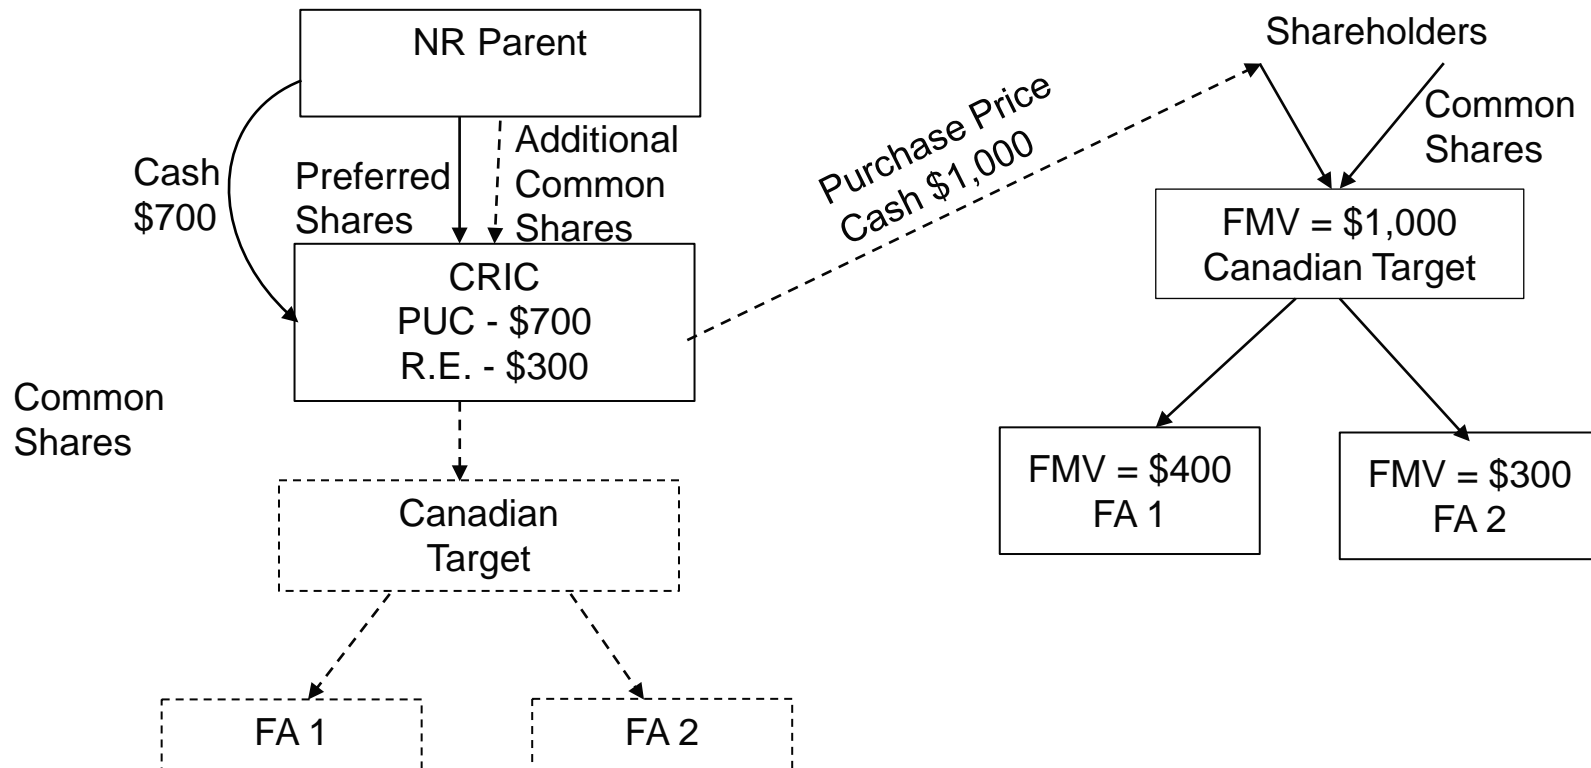 NR Parent
Shareholders
Cash
$700
Preferred
Shares
Additional
Common
Shares
Purchase Price
Cash $1,000
Common
Shares
FMV = $1,000
Canadian Target
CRIC
PUC - $700
R.E. - $300
Common
Shares
FMV = $400
FA 1
FMV = $300
FA 2
Canadian
Target
FA 1
FA 2